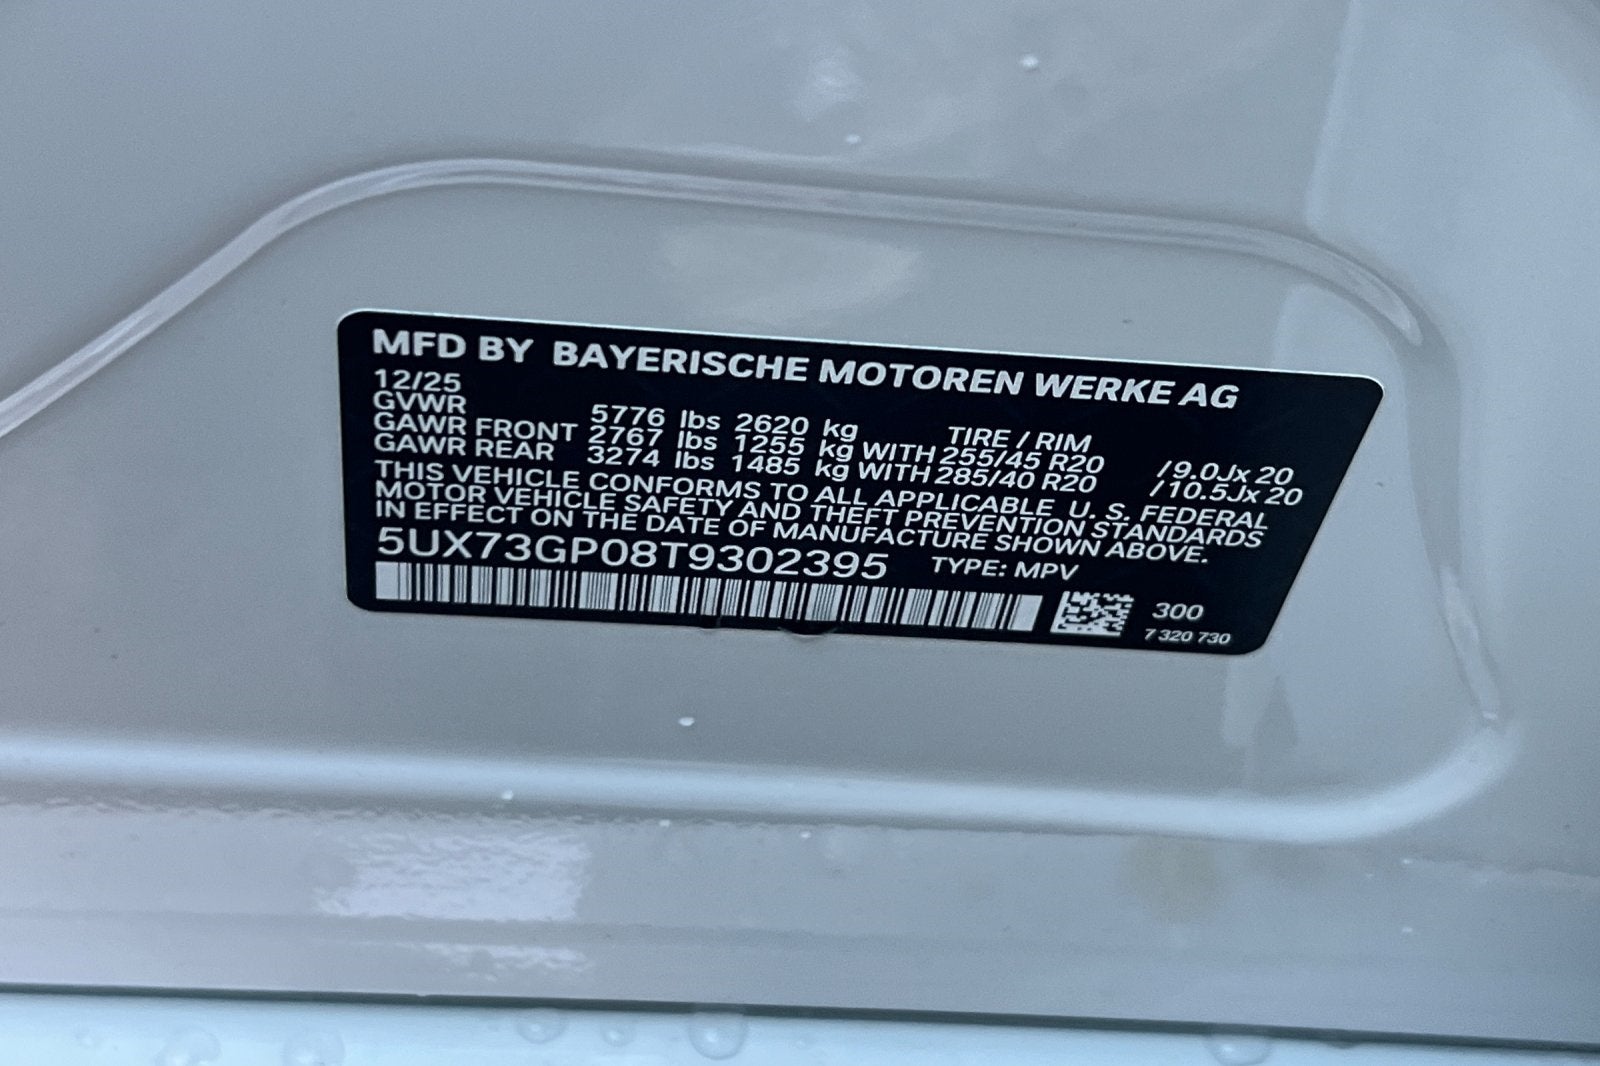 MFD BY BAYERISCHE MOTOREN WERKE AG
12/25
GVWR 5776 lbs 2620 kg TIRE / RIM
GAWR FRONT 2767 lbs 1255 kg WITH 255/45 R20 / 9.0Jx 20
GAWR REAR 3274 lbs 1485 kg WITH 285/40 R20 / 10.5Jx 20
THIS VEHICLE CONFORMS TO ALL APPLICABLE U. S. FEDERAL
MOTOR VEHICLE SAFETY AND THEFT PREVENTION STANDARDS
IN EFFECT ON THE DATE OF MANUFACTURE SHOWN ABOVE.
5UX73GP08T9302395 TYPE: MPV
300
7 320 730